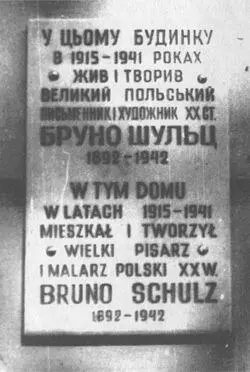 У ЦЬОМУ БУДИНКУ
В 1915-1941 РОКАХ
ЖИВ І ТВОРИВ
ВЕЛИКИЙ ПОЛЬСЬКИЙ
ПИСЬМЕННИК І ХУДОЖНИК XX СТ.
БРУНО ШУЛЬЦ
1892-1942
W TYM DOMU
W LATACH 1915-1941
MIESZKAŁ I TWORZYŁ
WIELKI PISARZ
I MALARZ POLSKI XX W.
BRUNO SCHULZ
1892-1942